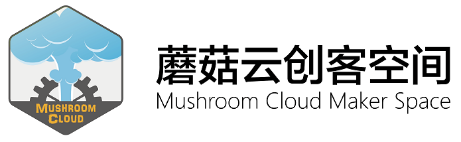 MUSHROOM
CLOUD
蘑菇云创客空间
Mushroom Cloud Maker Space